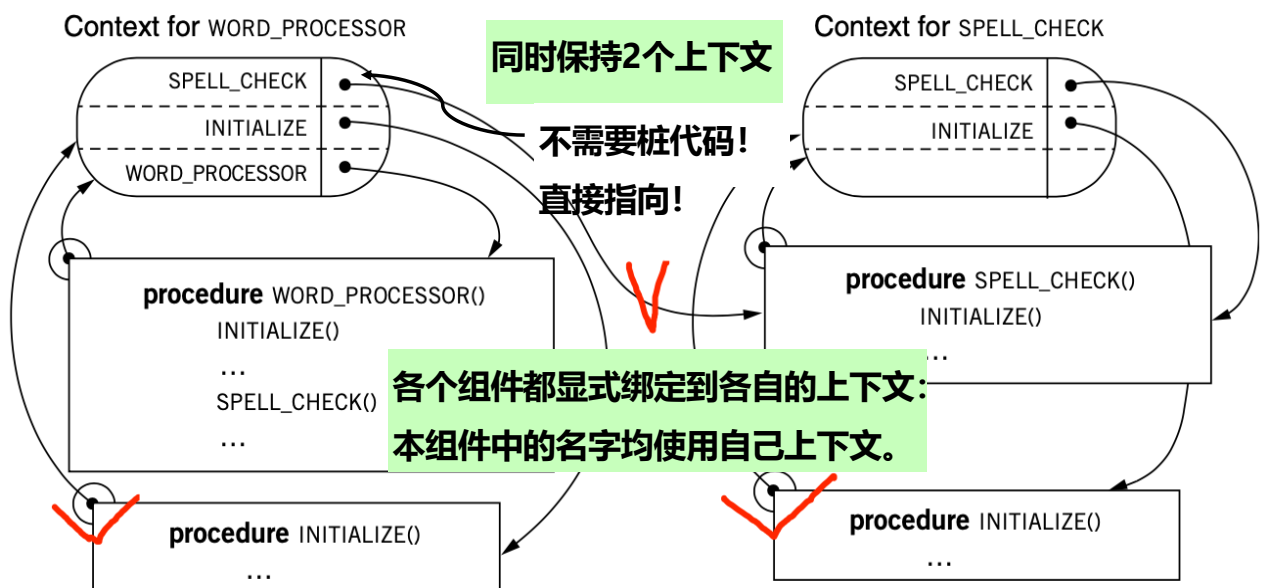 Context for WORD_PROCESSOR
SPELL_CHECK
INITIALIZE
WORD_PROCESSOR
同时保持2个上下文
不需要桩代码！
直接指向！
Context for SPELL_CHECK
SPELL_CHECK
INITIALIZE
procedure WORD_PROCESSOR()
INITIALIZE()
...
SPELL_CHECK()
...
procedure SPELL_CHECK()
INITIALIZE()
...
各个组件都显式绑定到各自的上下文：
本组件中的名字均使用自己上下文。
procedure INITIALIZE()
...
procedure INITIALIZE()
...